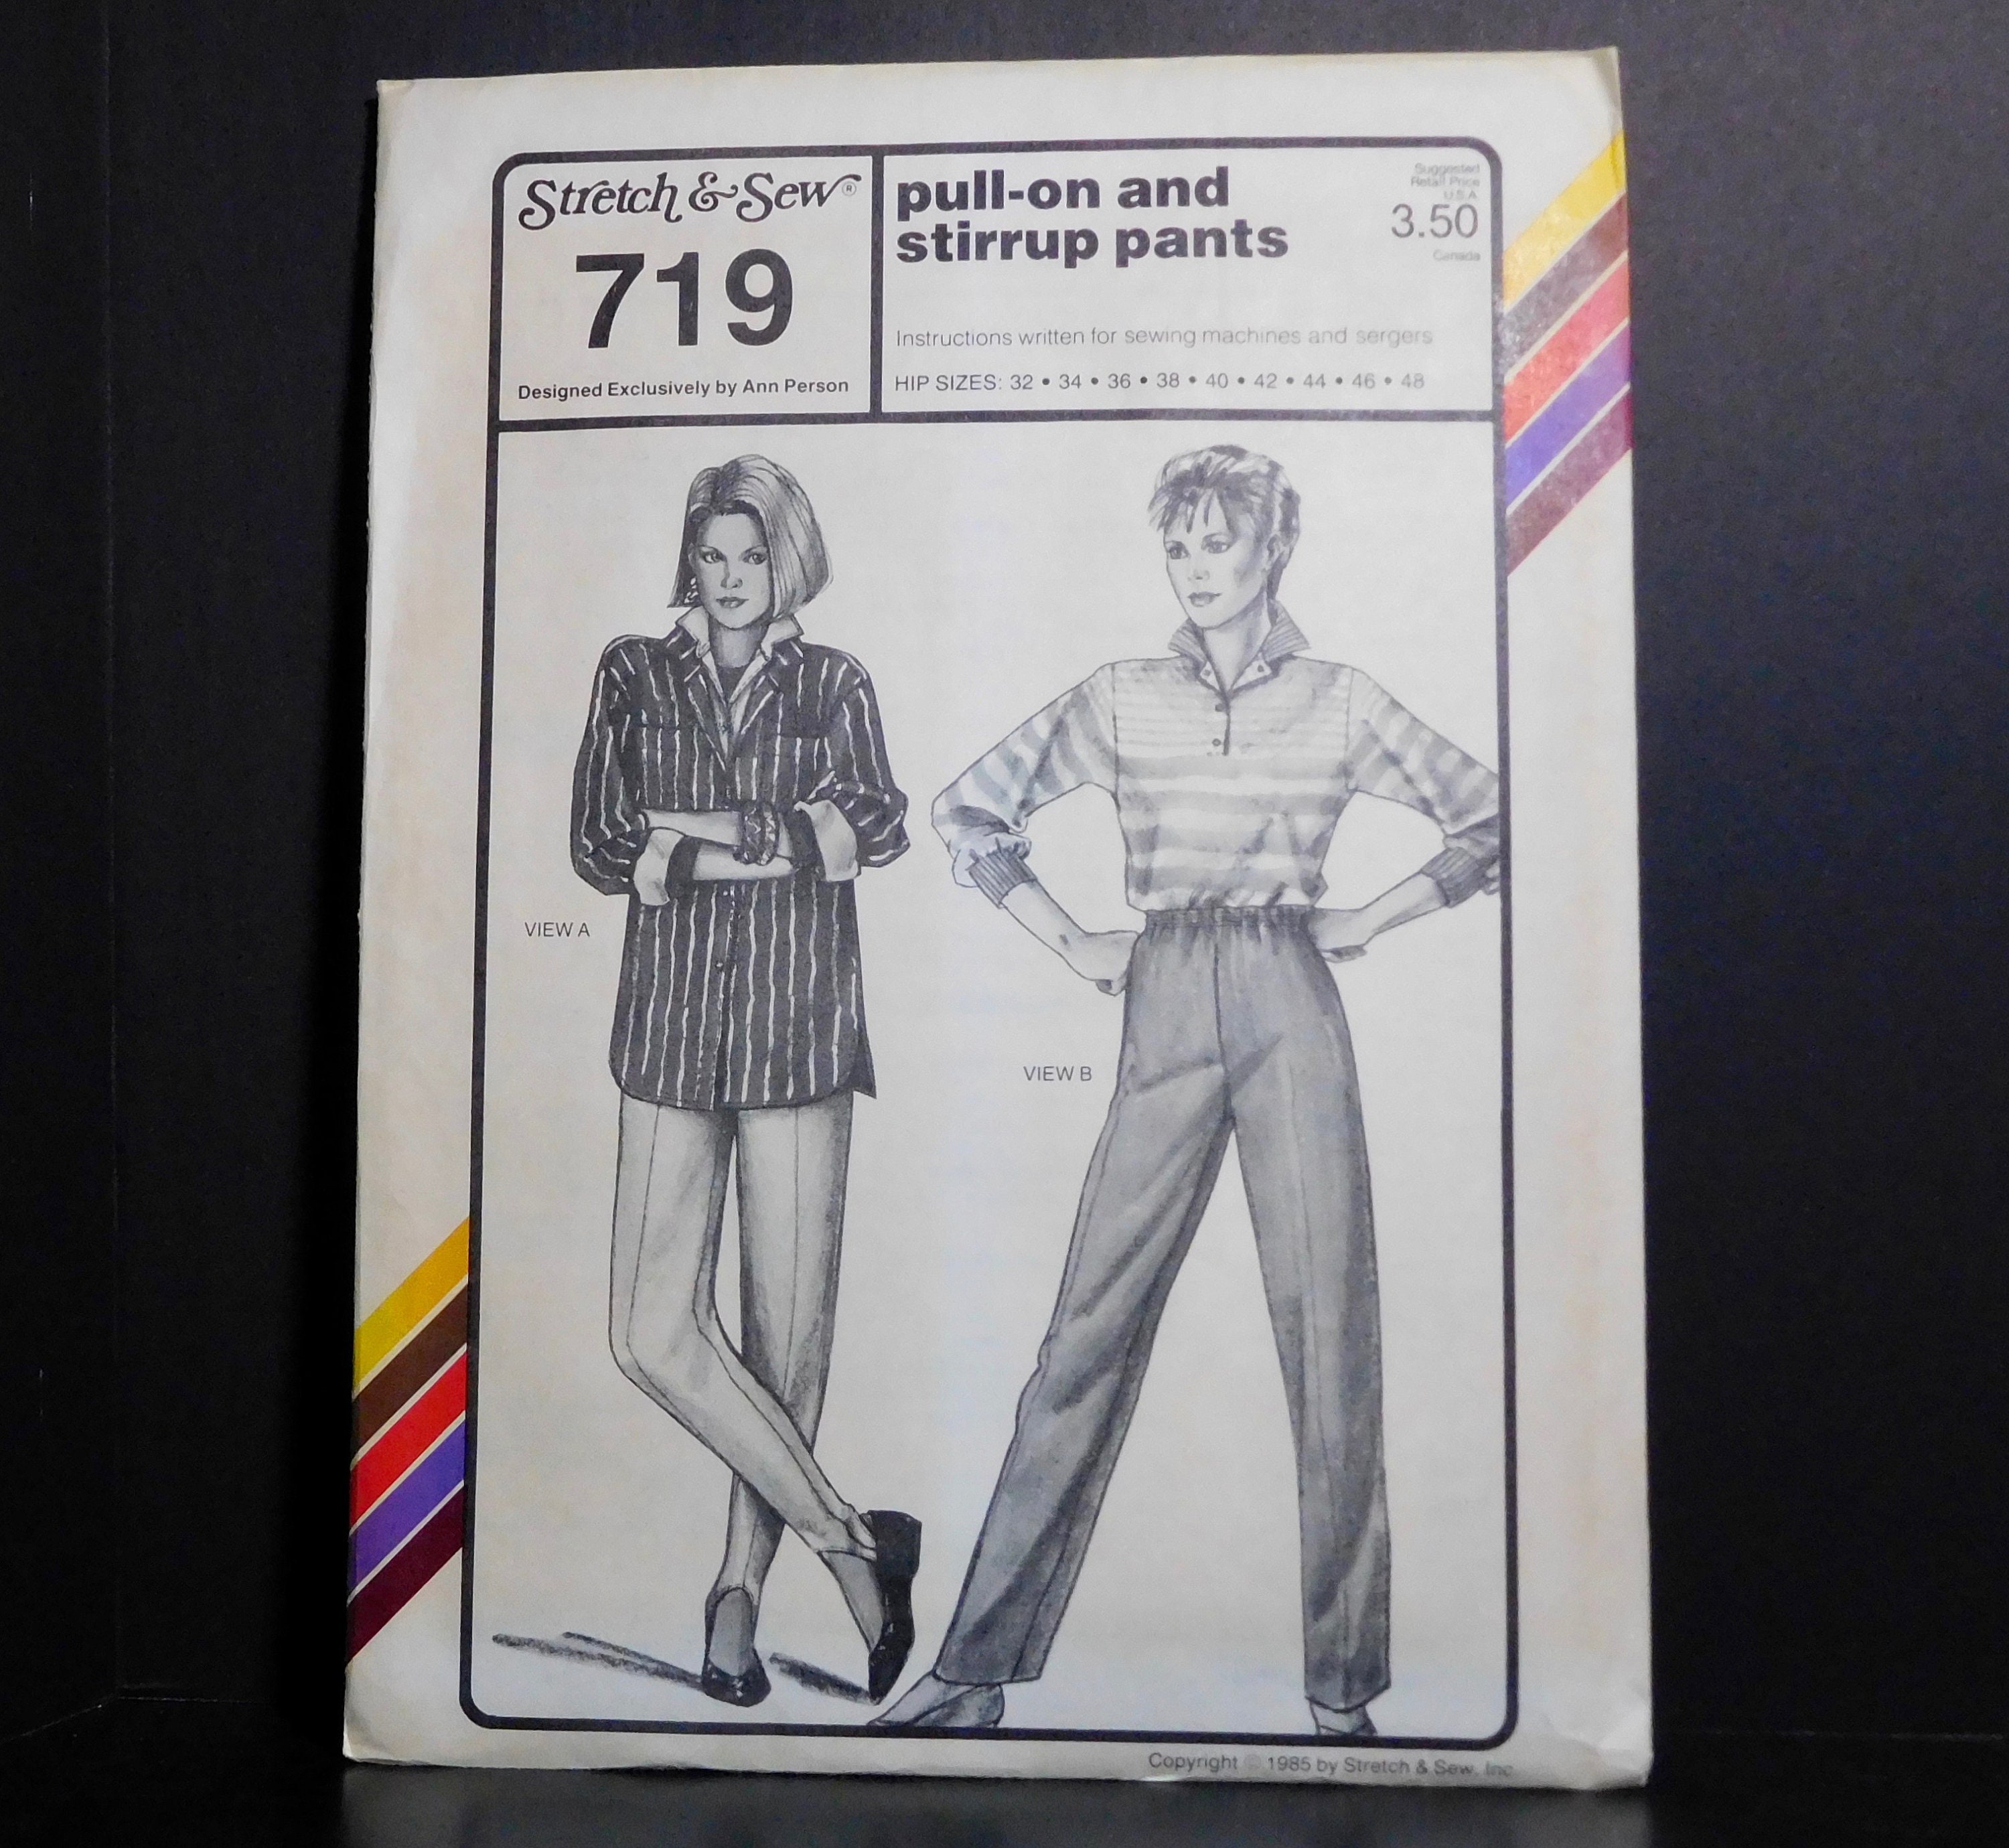 Stretch & Sew®
719
Designed Exclusively by Ann Person
pull-on and
stirrup pants
Suggested
Retail Price
U.S.A.
3.50
Canada
Instructions written for sewing machines and sergers
HIP SIZES: 32 • 34 • 36 • 38 • 40 • 42 • 44 • 46 • 48
VIEW A
VIEW B
Copyright © 1985 by Stretch & Sew, Inc.